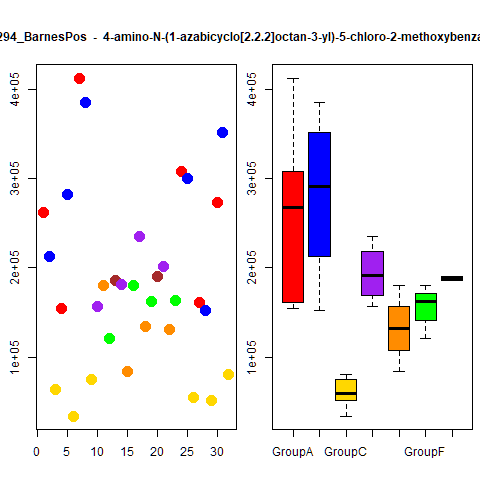 294_BarnesPos - 4-amino-N-(1-azabicyclo[2.2.2]octan-3-yl)-5-chloro-2-methoxybenza
4e+05
3e+05
2e+05
1e+05
0 5 10 15 20 25 30
4e+05
3e+05
2e+05
1e+05
GroupA GroupC GroupF